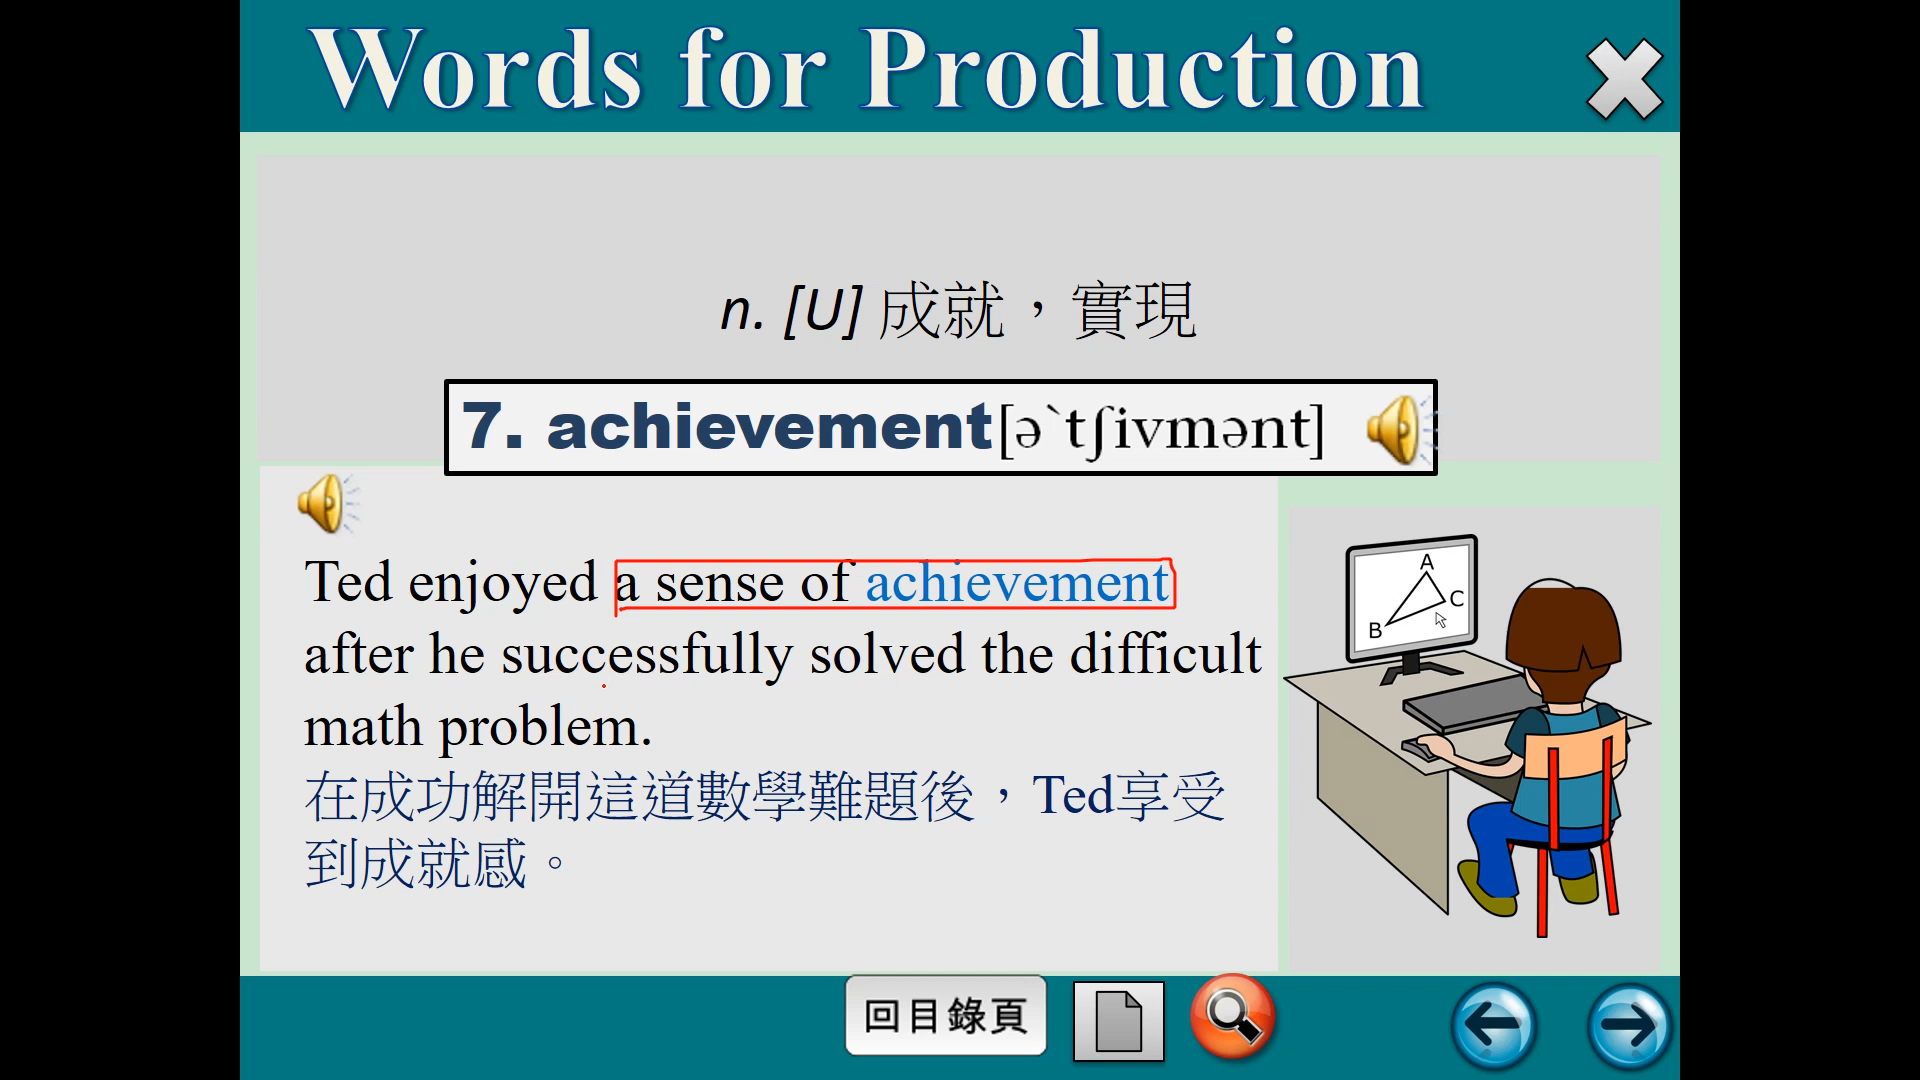 Words for Production
n. [U] 成就，實現
7. achievement [ə`tʃivmənt]
Ted enjoyed a sense of achievement
after he successfully solved the difficult
math problem.
在成功解開這道數學難題後，Ted享受
到成就感。
A
B
C
回目錄頁